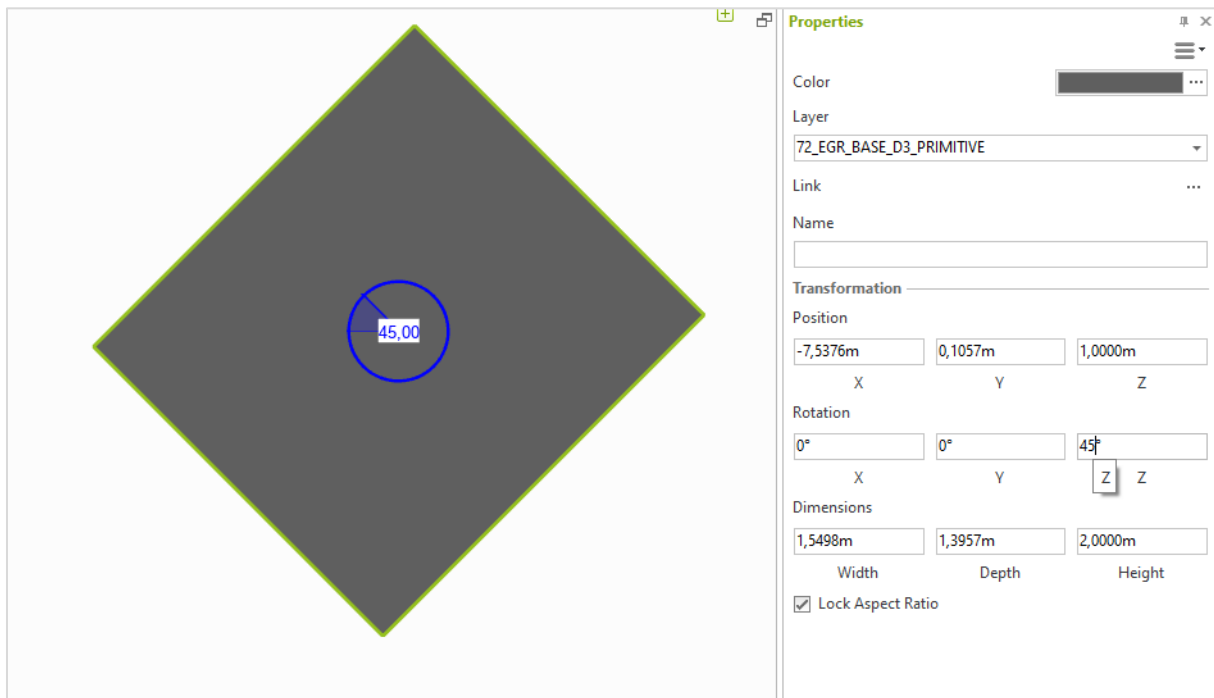 Properties
Color
Layer
72_EGR_BASE_D3_PRIMITIVE
Link
Name
Transformation
Position
-7,5376m 0,1057m 1,0000m
X Y Z
Rotation
0° 0° 45°
X Y Z Z
Dimensions
1,5498m 1,3957m 2,0000m
Width Depth Height
Lock Aspect Ratio
45,00